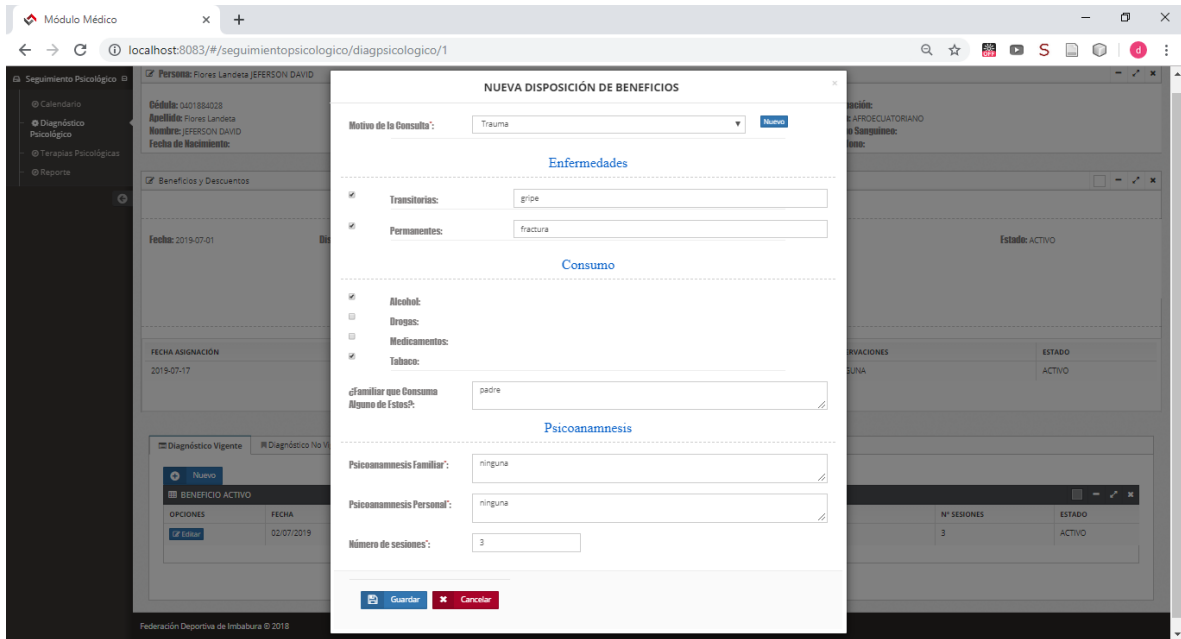 Módulo Médico
localhost:8083/#/seguimientopsicologico/diagpsicologico/1
OFF
S
d
Seguimiento Psicológico
Calendario
Diagnóstico
Psicológico
Terapias Psicológicas
Reporte
Persona: Flores Landeta JEFERSON DAVID
Cédula: 0401884028
Apellido: Flores Landeta
Nombre: JEFERSON DAVID
Fecha de Nacimiento:
AFROECUATORIANO
Sanguineo:
Beneficios y Descuentos
Fecha: 2019-07-01
Estado: ACTIVO
FECHA ASIGNACIÓN
ESTADO
2019-07-17
ACTIVO
Diagnóstico Vigente
Diagnóstico No Vi
Nuevo
BENEFICIO ACTIVO
OPCIONES FECHA N° SESIONES ESTADO
Editar 02/07/2019 3 ACTIVO
Federación Deportiva de Imbabura © 2018
NUEVA DISPOSICIÓN DE BENEFICIOS
Motivo de la Consulta*: Trauma Nuevo
Enfermedades
Transitorias: gripe
Permanentes: fractura
Consumo
Alcohol:
Drogas:
Medicamentos:
Tabaco:
¿Familiar que Consuma padre
Alguno de Estos?:
Psicoanamnesis
Psicoanamnesis Familiar*: ninguna
Psicoanamnesis Personal*: ninguna
Número de sesiones*: 3
Guardar Cancelar